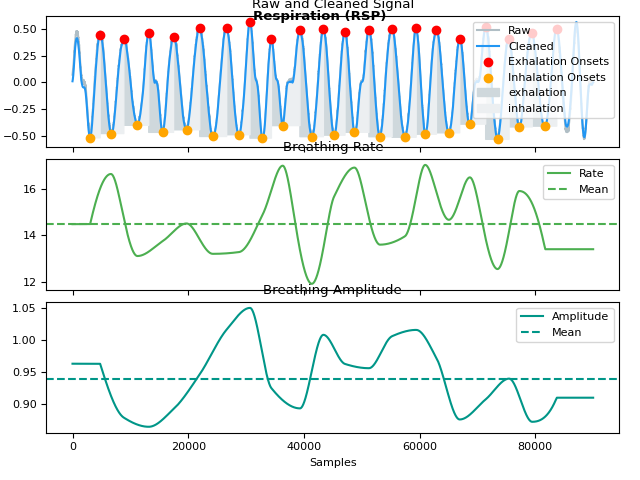 Raw and Cleaned Signal
Respiration (RSP)
0.50
0.25
0.00
−0.25
−0.50
Raw
Cleaned
Exhalation Onsets
Inhalation Onsets
exhalation
inhalation
Breathing Rate
16
14
12
Rate
Mean
Breathing Amplitude
1.05
1.00
0.95
0.90
Amplitude
Mean
0 20000 40000 60000 80000
Samples